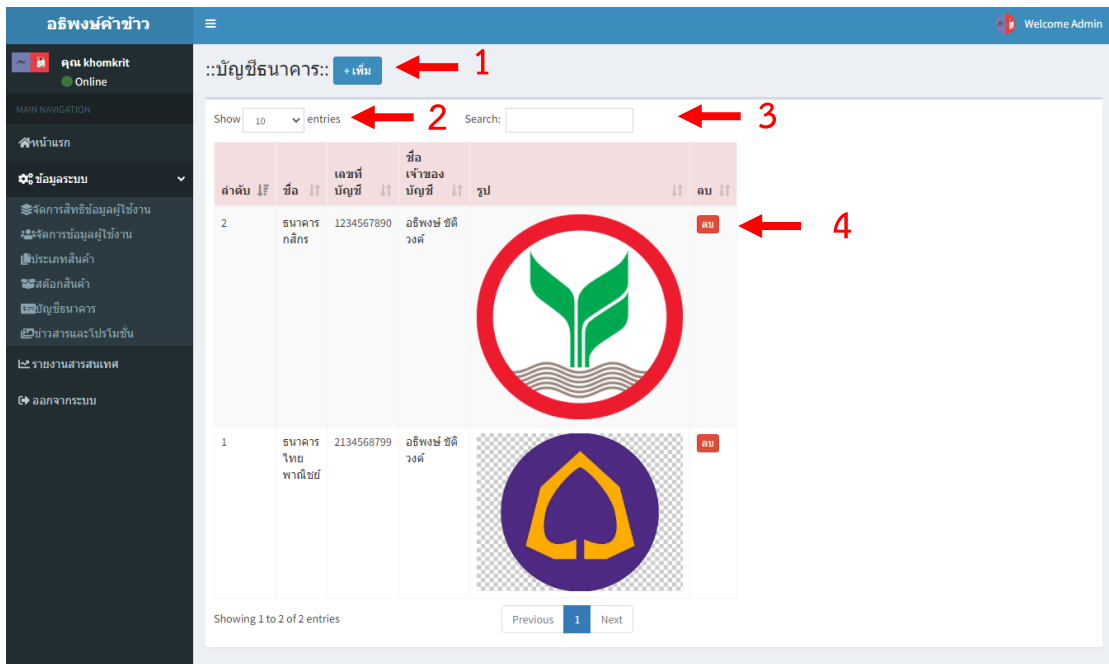 อธิพงษ์ค้าข้าว
Welcome Admin
คุณ khomkrit
Online
MAIN NAVIGATION
หน้าแรก
ข้อมูลระบบ
จัดการสิทธิข้อมูลผู้ใช้งาน
จัดการข้อมูลผู้ใช้งาน
ประเภทสินค้า
สต๊อกสินค้า
บัญชีธนาคาร
ข่าวสารและโปรโมชั่น
รายงานสารสนเทศ
ออกจากระบบ
::บัญชีธนาคาร:: +เพิ่ม 1
Show 10 entries 2 Search: 3
ลำดับ ชื่อ เลขที่บัญชี ชื่อเจ้าของบัญชี รูป ลบ
2 ธนาคาร 1234567890 อธิพงษ์ ขัติ ลบ 4
กสิกร วงค์
1 ธนาคาร 2134568799 อธิพงษ์ ขัติ ลบ
ไทย วงค์
พาณิชย์
Showing 1 to 2 of 2 entries Previous 1 Next